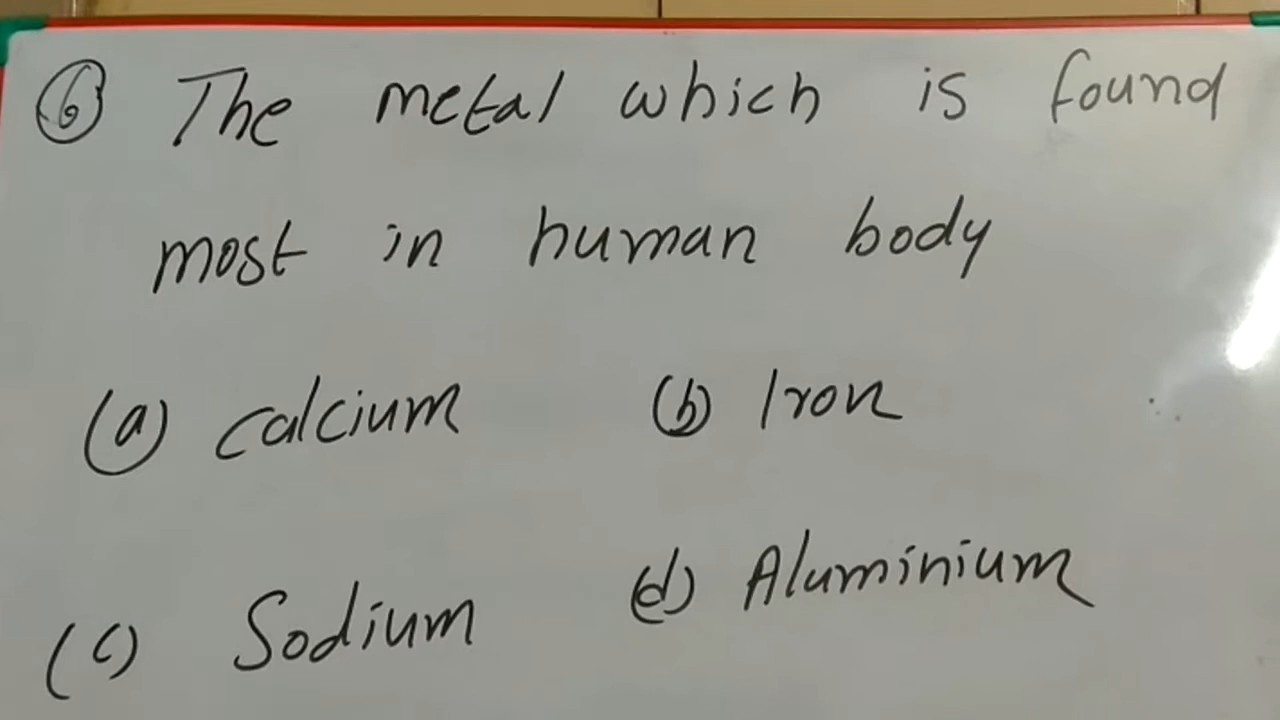 6 The metal which is found
most in human body
(a) Calcium (b) Iron
(c) Sodium (d) Aluminium